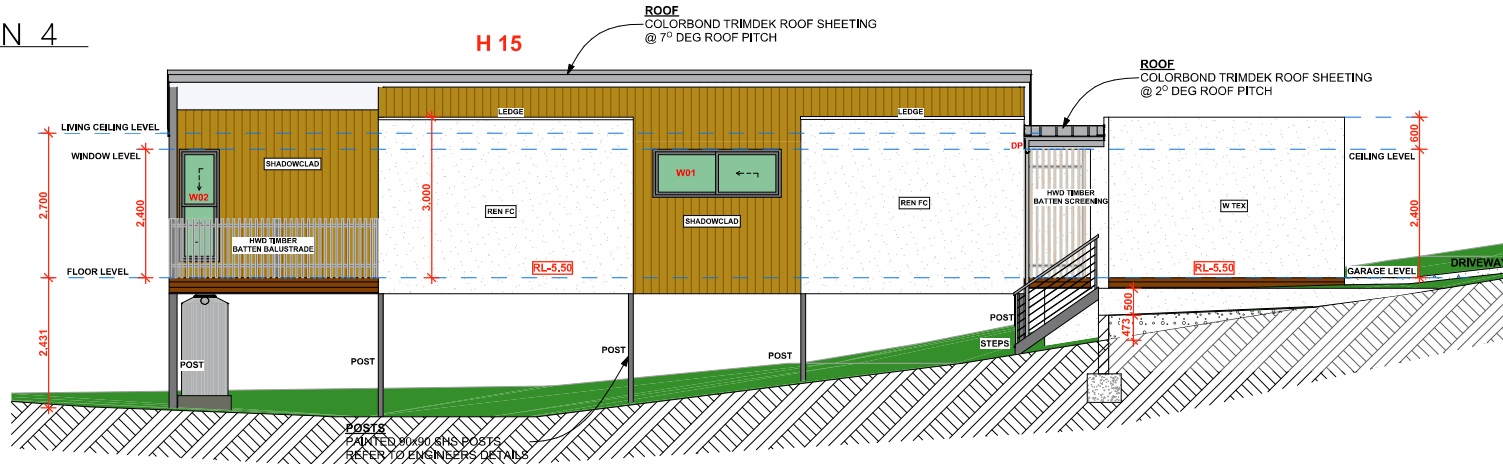 N 4
H 15
ROOF
COLORBOND TRIMDEK ROOF SHEETING
@ 7° DEG ROOF PITCH
ROOF
COLORBOND TRIMDEK ROOF SHEETING
@ 2° DEG ROOF PITCH
LEDGE
LEDGE
LIVING CEILING LEVEL
WINDOW LEVEL
SHADOWCLAD
W02
W01
DP
CEILING LEVEL
600
2,700
2,400
3,000
2,400
HWD TIMBER
BATTEN SCREENING
REN FC
REN FC
W TEX
SHADOWCLAD
HWD TIMBER
BATTEN BALUSTRADE
FLOOR LEVEL
RL-5.50
RL-5.50
GARAGE LEVEL
DRIVEWAY
500
473
2,431
POST
POST
POST
POST
POST
STEPS
POSTS
PAINTED 90x90 SHS POSTS
REFER TO ENGINEERS DETAILS